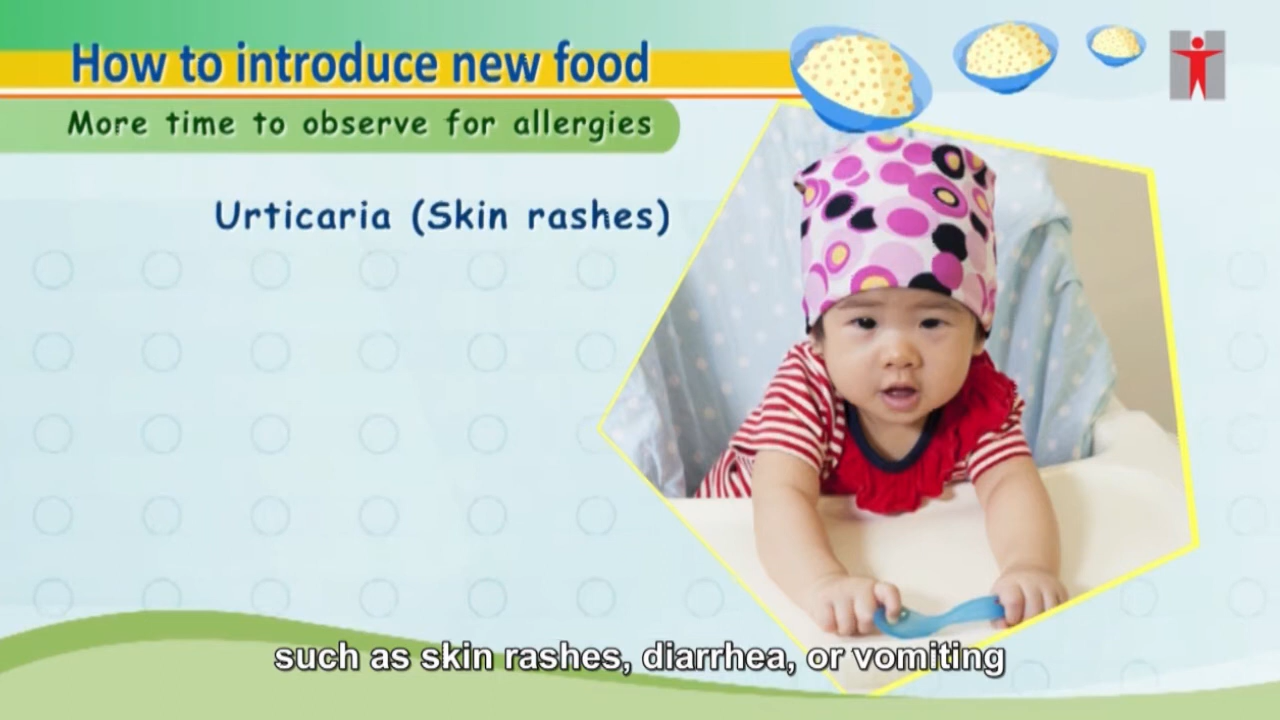 How to introduce new food
More time to observe for allergies
Urticaria (Skin rashes)
such as skin rashes, diarrhea, or vomiting